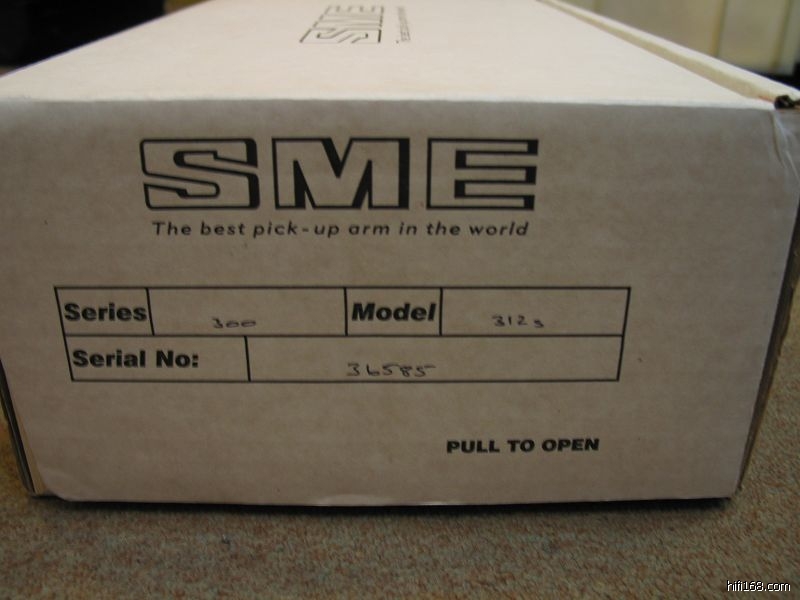 SME
SME
The best pick-up arm in the world
Series 300 Model 312s
Serial No: 36585
PULL TO OPEN
hifi168.com